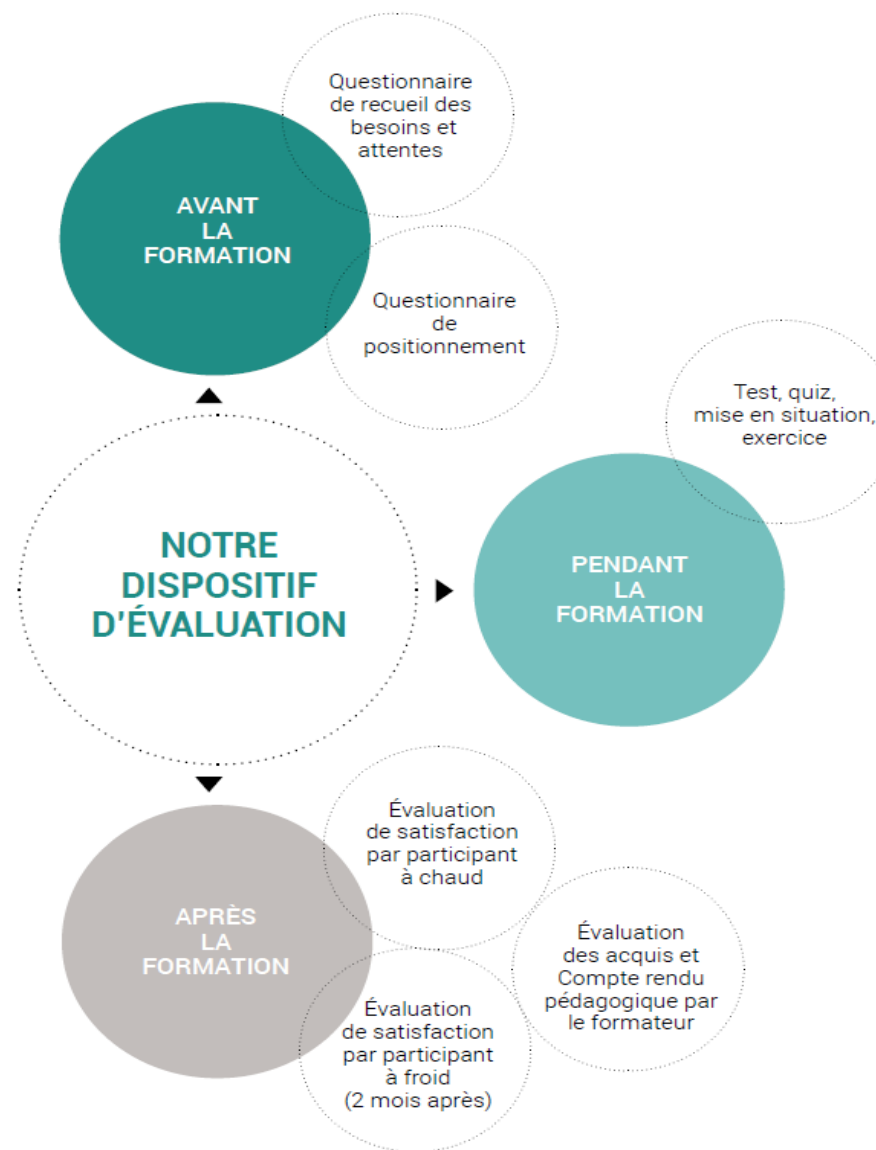 Questionnaire
de recueil des
besoins et
attentes
AVANT
LA
FORMATION
Questionnaire
de
positionnement
Test, quiz,
mise en situation,
exercice
NOTRE
DISPOSITIF
D'ÉVALUATION
PENDANT
LA
FORMATION
Évaluation
de satisfaction
par participant
à chaud
APRÈS
LA
FORMATION
Évaluation
des acquis et
Compte rendu
pédagogique par
le formateur
Évaluation
de satisfaction
par participant
à froid
(2 mois après)